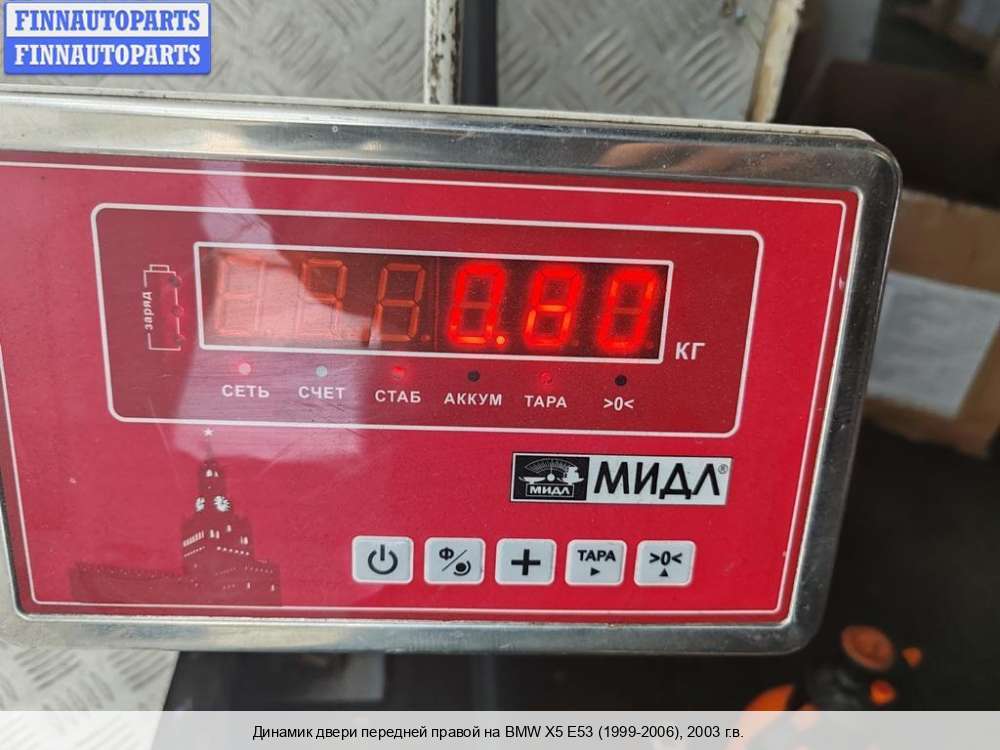 FINNAUTOPARTS
FINNAUTOPARTS
заряд
0.80
КГ
СЕТЬ СЧЕТ СТАБ АККУМ ТАРА >0<
МИДЛ МИДЛ®
Ф ТАРА >0<
Динамик двери передней правой на BMW X5 E53 (1999-2006), 2003 г.в.